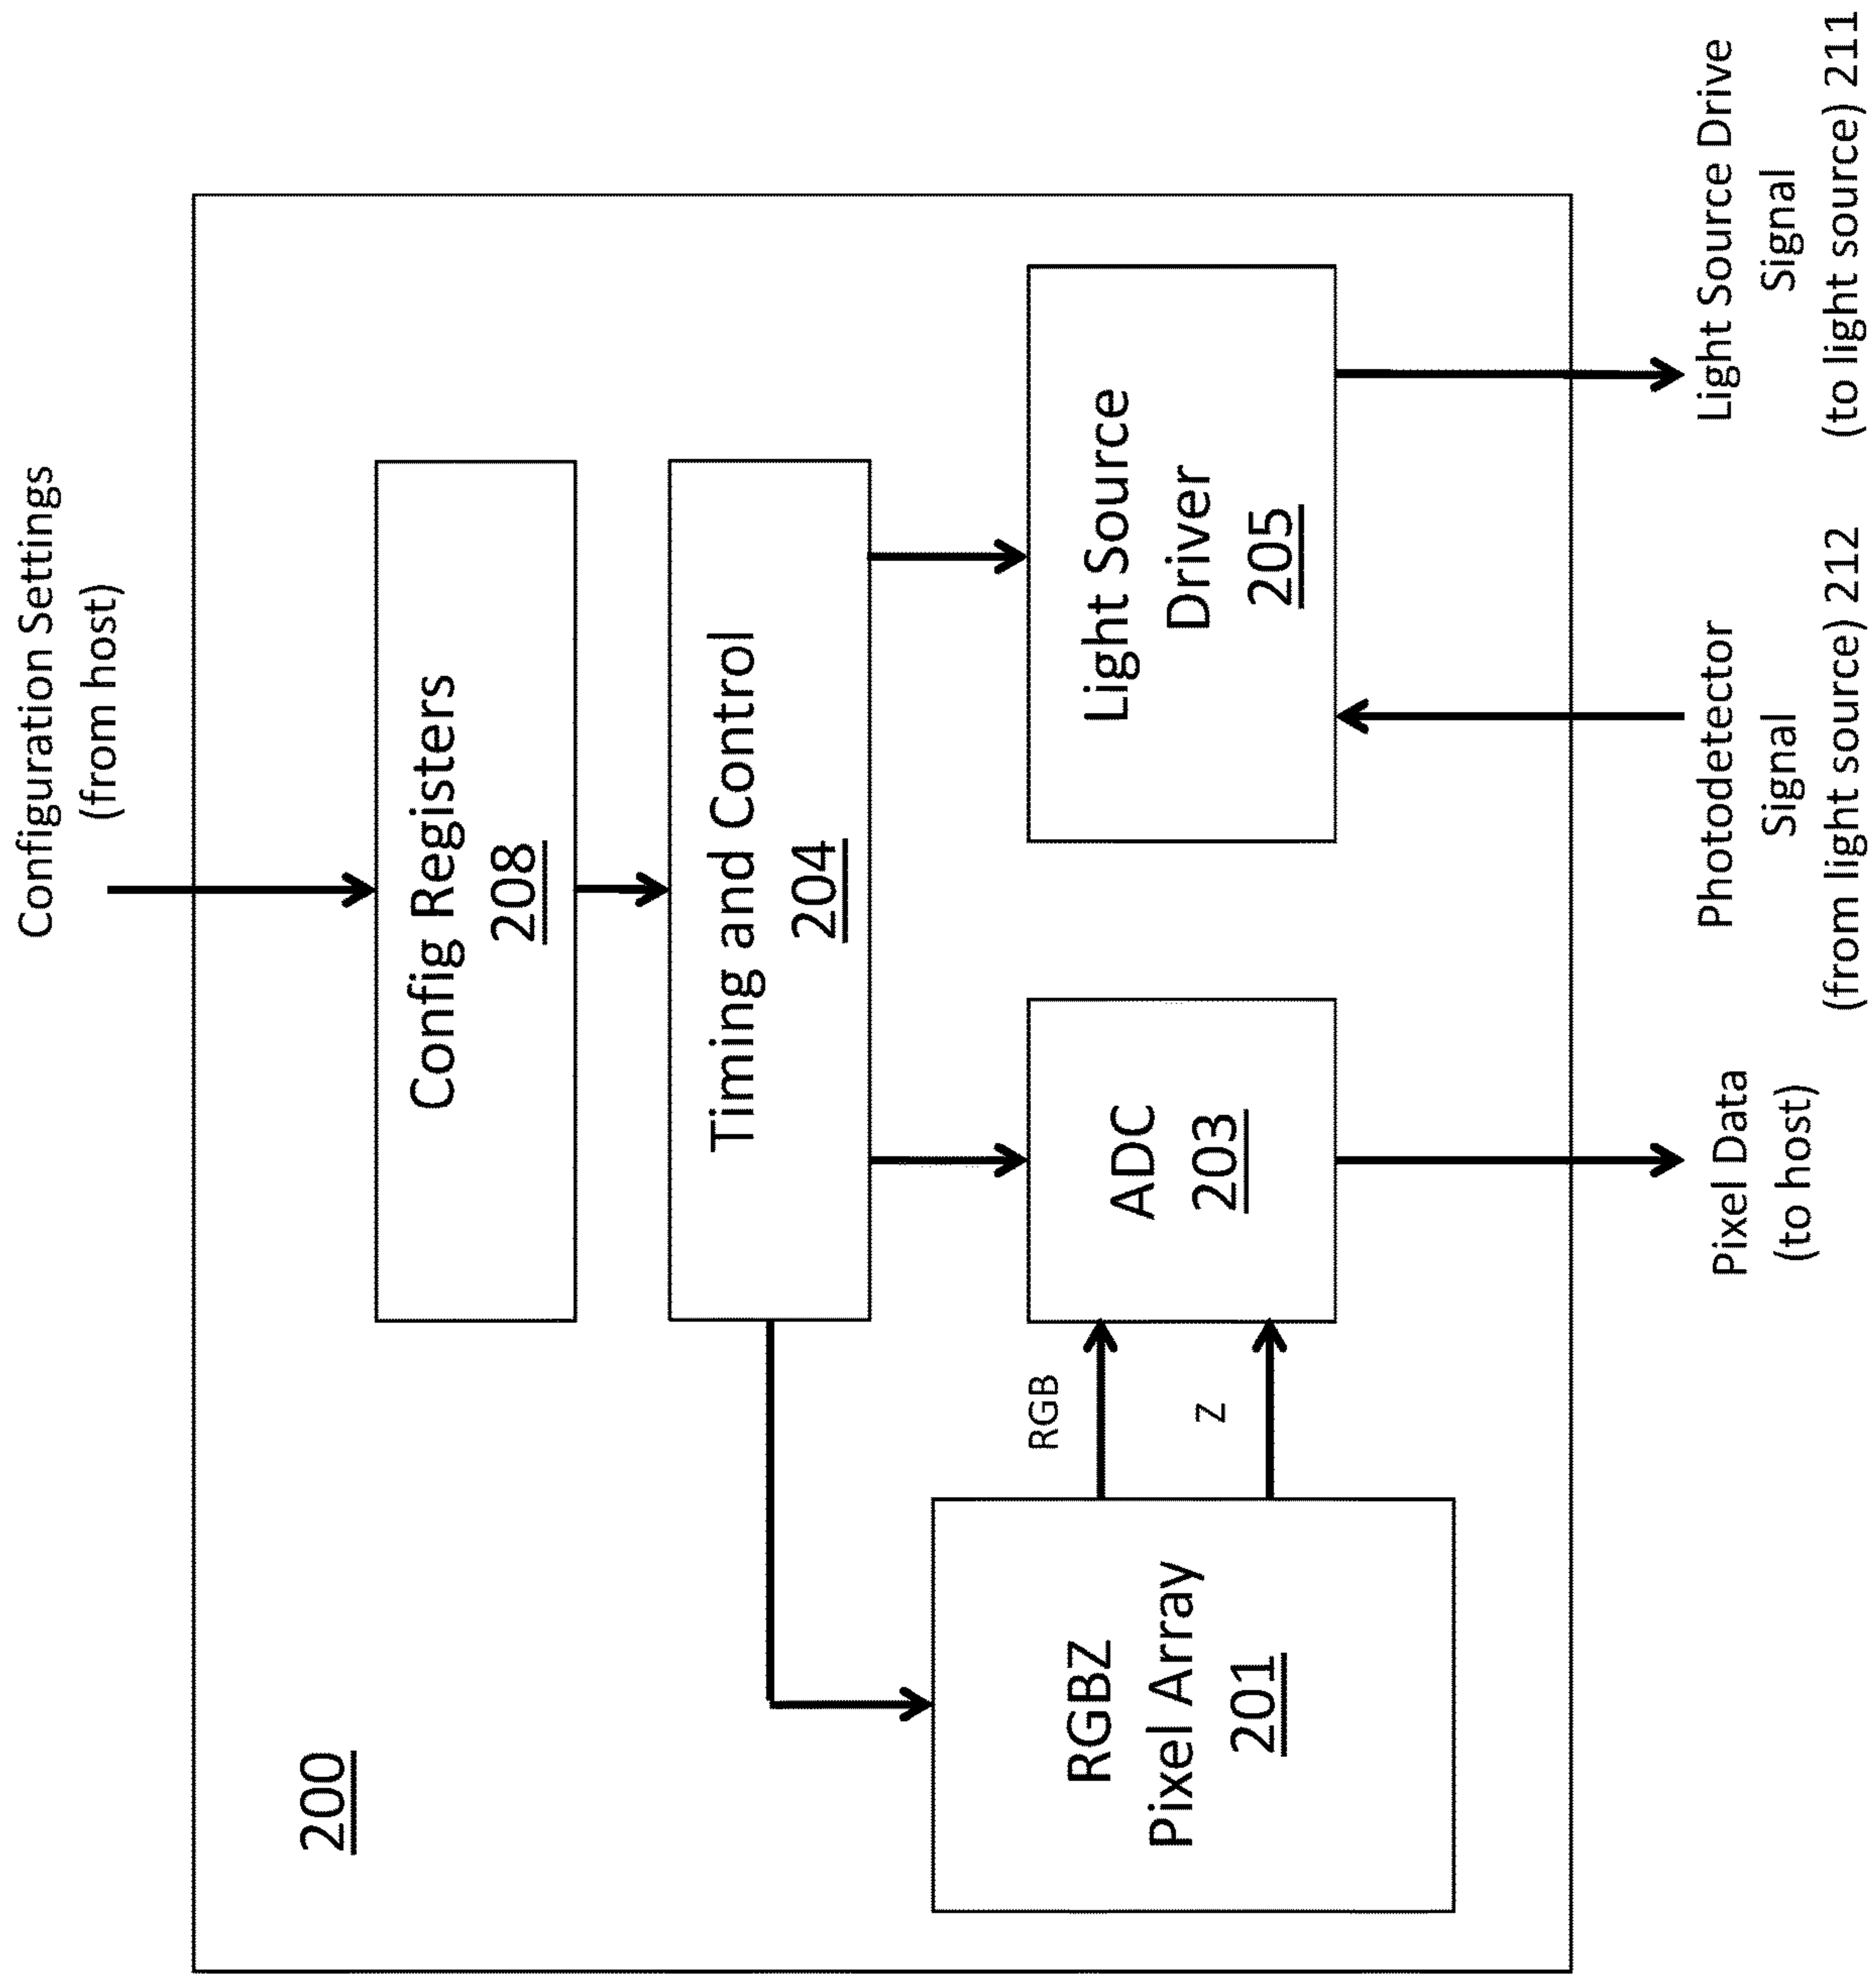 200
Configuration Settings
(from host)
Config Registers
208
Timing and Control
204
RGBZ
Pixel Array
201
RGB
Z
ADC
203
Light Source
Driver
205
Pixel Data
(to host)
Photodetector
Signal
(from light source) 212
Light Source Drive
Signal
(to light source) 211